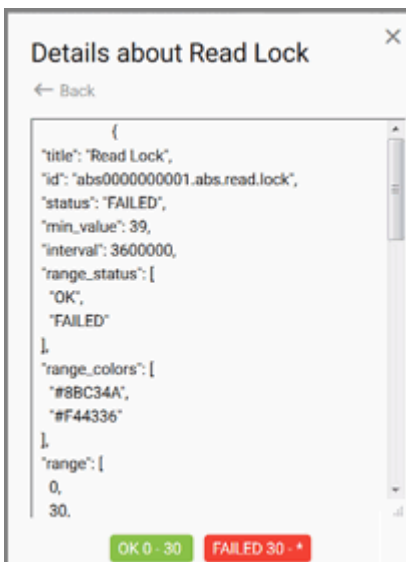 Details about Read Lock
← Back
{
"title": "Read Lock",
"id": "abs0000000001.abs.read.lock",
"status": "FAILED",
"min_value": 39,
"interval": 3600000,
"range_status": [
"OK",
"FAILED"
],
"range_colors": [
"#8BC34A",
"#F44336"
],
"range": [
0,
30,
OK 0 - 30 FAILED 30 - *